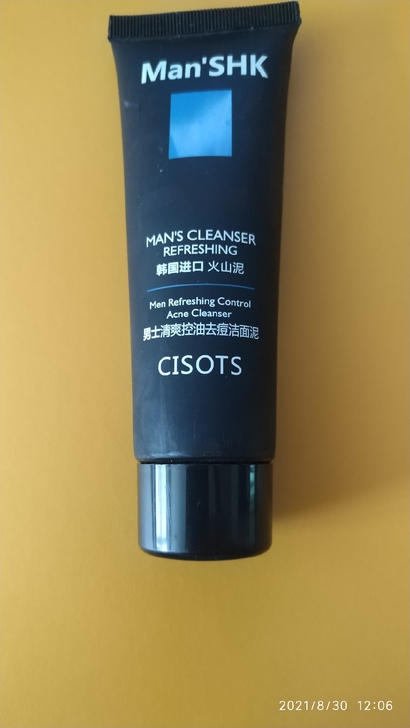 Man'SHK
MAN'S CLEANSER
REFRESHING
韩国进口 火山泥
Men Refreshing Control
Acne Cleanser
男士清爽控油去痘洁面泥
CISOTS
2021/8/30 12:06